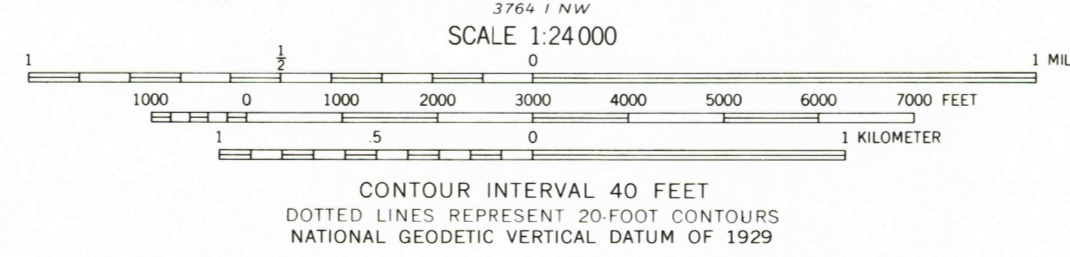 3764 I NW
SCALE 1:24 000
1 1/2 0 1 MIL
1000 0 1000 2000 3000 4000 5000 6000 7000 FEET
1 .5 0 1 KILOMETER
CONTOUR INTERVAL 40 FEET
DOTTED LINES REPRESENT 20-FOOT CONTOURS
NATIONAL GEODETIC VERTICAL DATUM OF 1929